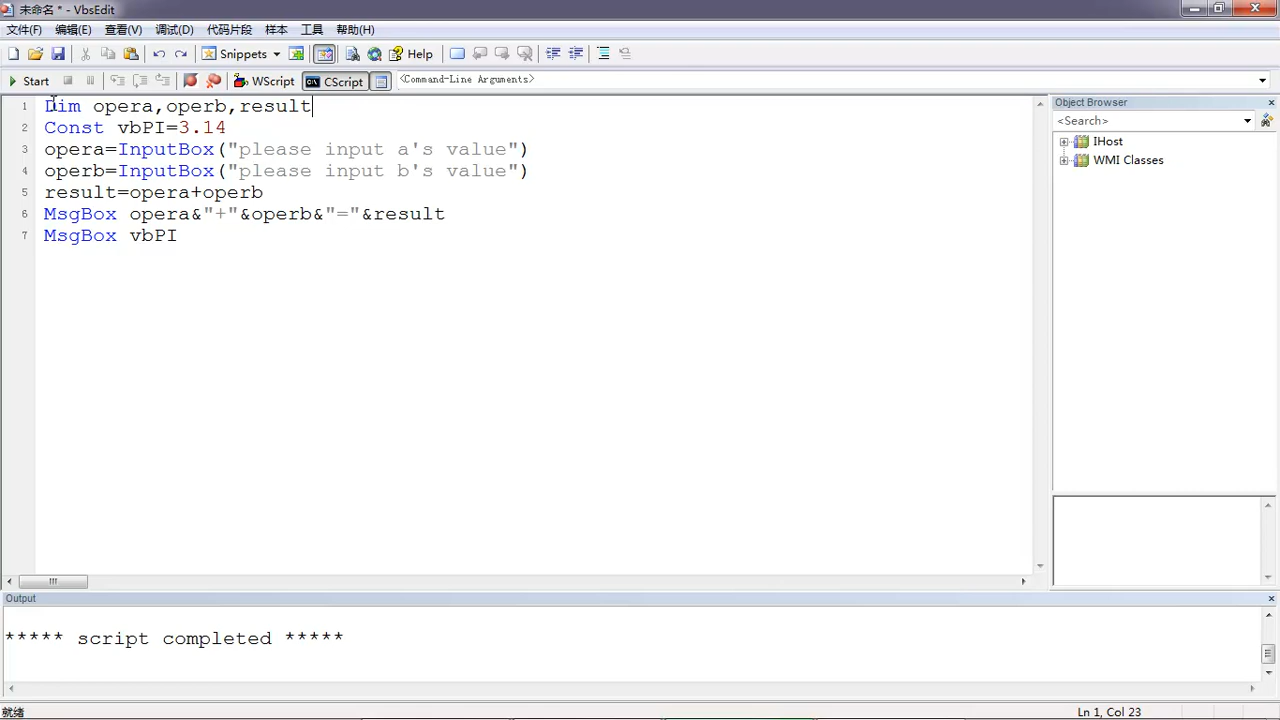 未命名 * - VbsEdit
文件(F) 编辑(E) 查看(V) 调试(D) 代码片段 样本 工具 帮助(H)
Snippets Help
Start WScript CScript <Command-Line Arguments>
1 Dim opera,operb,result
2 Const vbPI=3.14
3 opera=InputBox("please input a's value")
4 operb=InputBox("please input b's value")
5 result=opera+operb
6 MsgBox opera&"+"&operb&"="&result
7 MsgBox vbPI
Object Browser
<Search>
IHost
WMI Classes
Output
***** script completed *****
就绪 Ln 1, Col 23